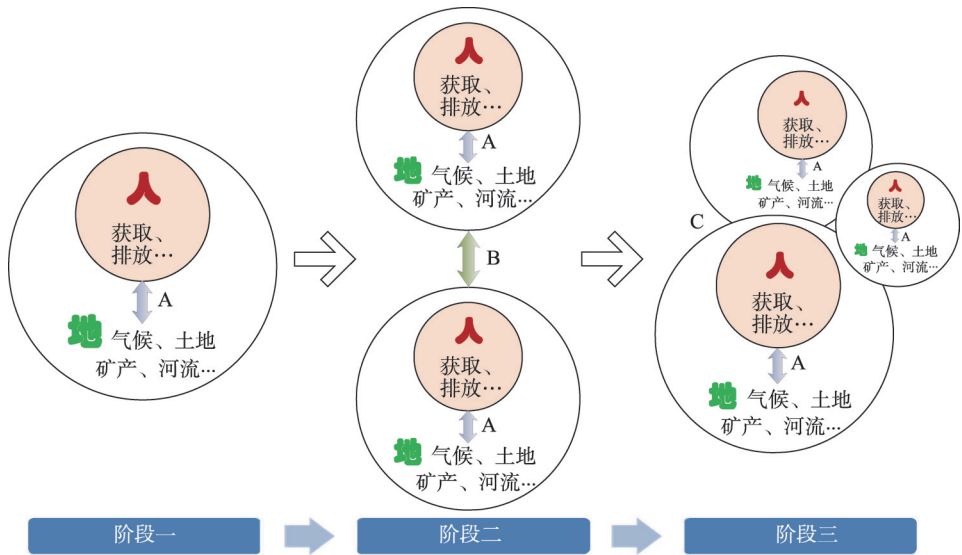 人
获取、
排放…
A
地 气候、土地
矿产、河流…
人
获取、
排放…
A
地 气候、土地
矿产、河流…
B
人
获取、
排放…
A
地 气候、土地
矿产、河流…
人
获取、
排放…
A
地 气候、土地
矿产、河流…
人
获取、
排放…
A
地 气候、土地
矿产、河流…
C
人
获取、
排放…
A
地 气候、土地
矿产、河流…
阶段一
阶段二
阶段三